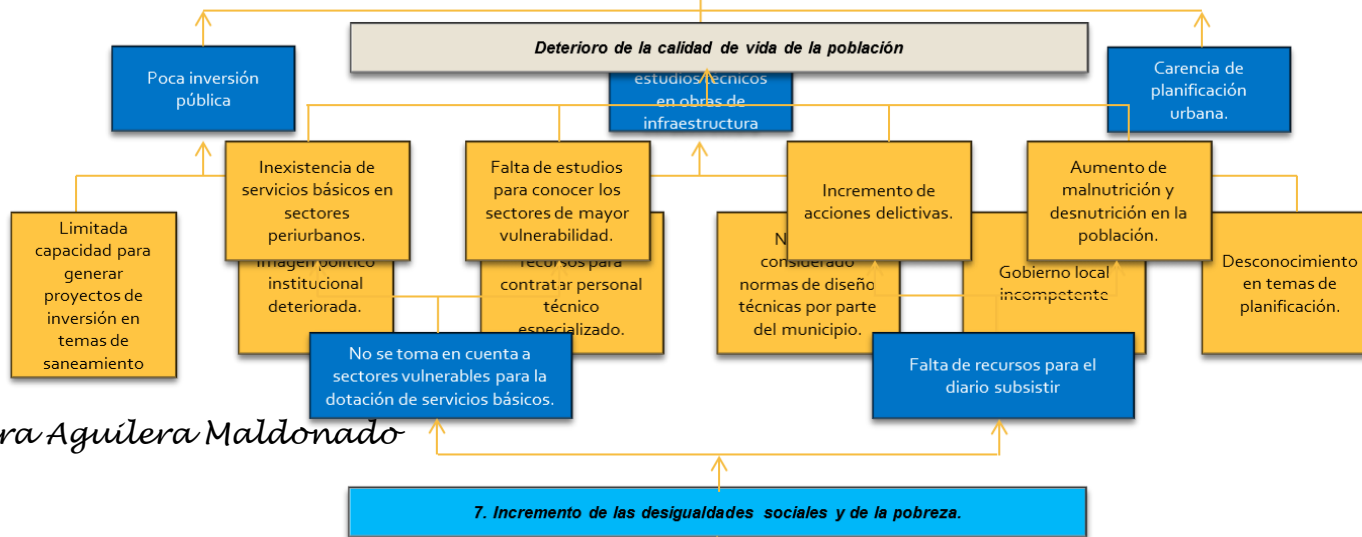 Deterioro de la calidad de vida de la población
Poca inversión
pública
estudios técnicos
en obras de
infraestructura
Carencia de
planificación
urbana.
Inexistencia de
servicios básicos en
sectores
periurbanos.
Falta de estudios
para conocer los
sectores de mayor
vulnerabilidad.
Incremento de
acciones delictivas.
Aumento de
malnutrición y
desnutrición en la
población.
Limitada
capacidad para
generar
proyectos de
inversión en
temas de
saneamiento
Imagen político
institucional
deteriorada.
recursos para
contratar personal
técnico
especializado.
considerado
normas de diseño
técnicas por parte
del municipio.
Gobierno local
incompetente
Desconocimiento
en temas de
planificación.
No se toma en cuenta a
sectores vulnerables para la
dotación de servicios básicos.
Falta de recursos para el
diario subsistir
ra Aguilera Maldonado
7. Incremento de las desigualdades sociales y de la pobreza.